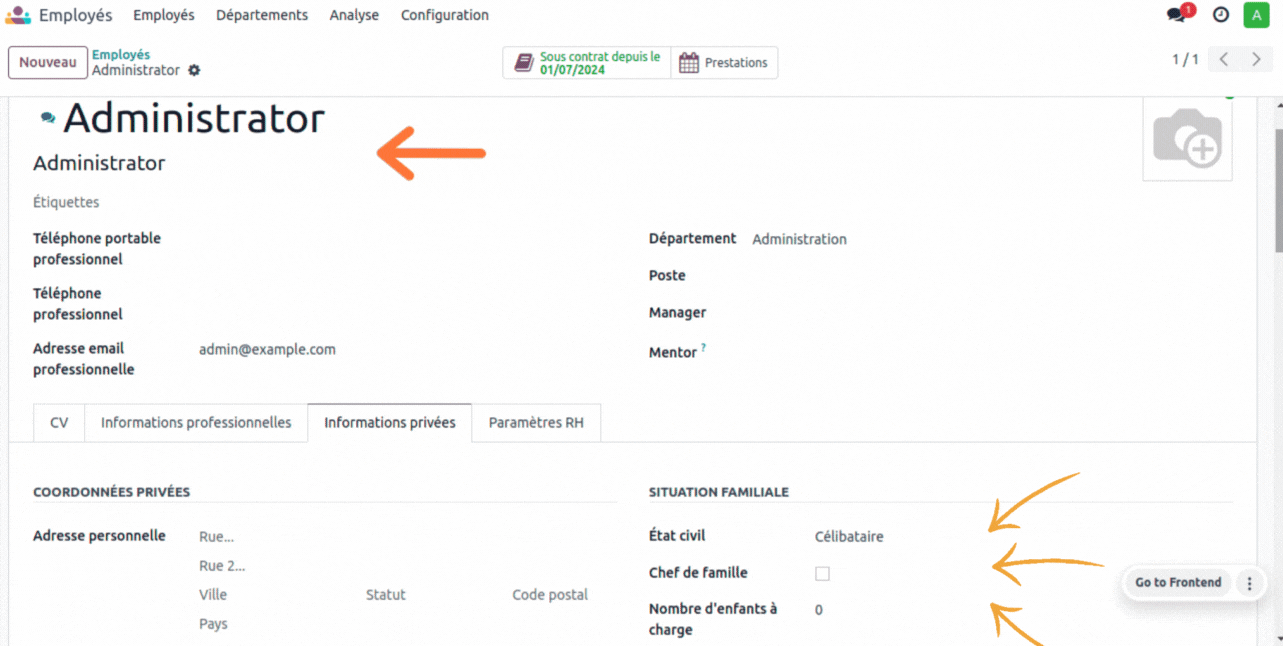 Employés Employés Départements Analyse Configuration 1 A
Nouveau Employés Sous contrat depuis le Prestations 1 / 1
Administrator 01/07/2024
Administrator
Administrator
Étiquettes
Téléphone portable Département Administration
professionnel
Poste
Téléphone
professionnel Manager
Adresse email admin@example.com Mentor ?
professionnelle
CV Informations professionnelles Informations privées Paramètres RH
COORDONNÉES PRIVÉES SITUATION FAMILIALE
Adresse personnelle Rue... État civil Célibataire
Rue 2... Chef de famille
Go to Frontend
Ville Statut Code postal Nombre d'enfants à 0
Pays charge